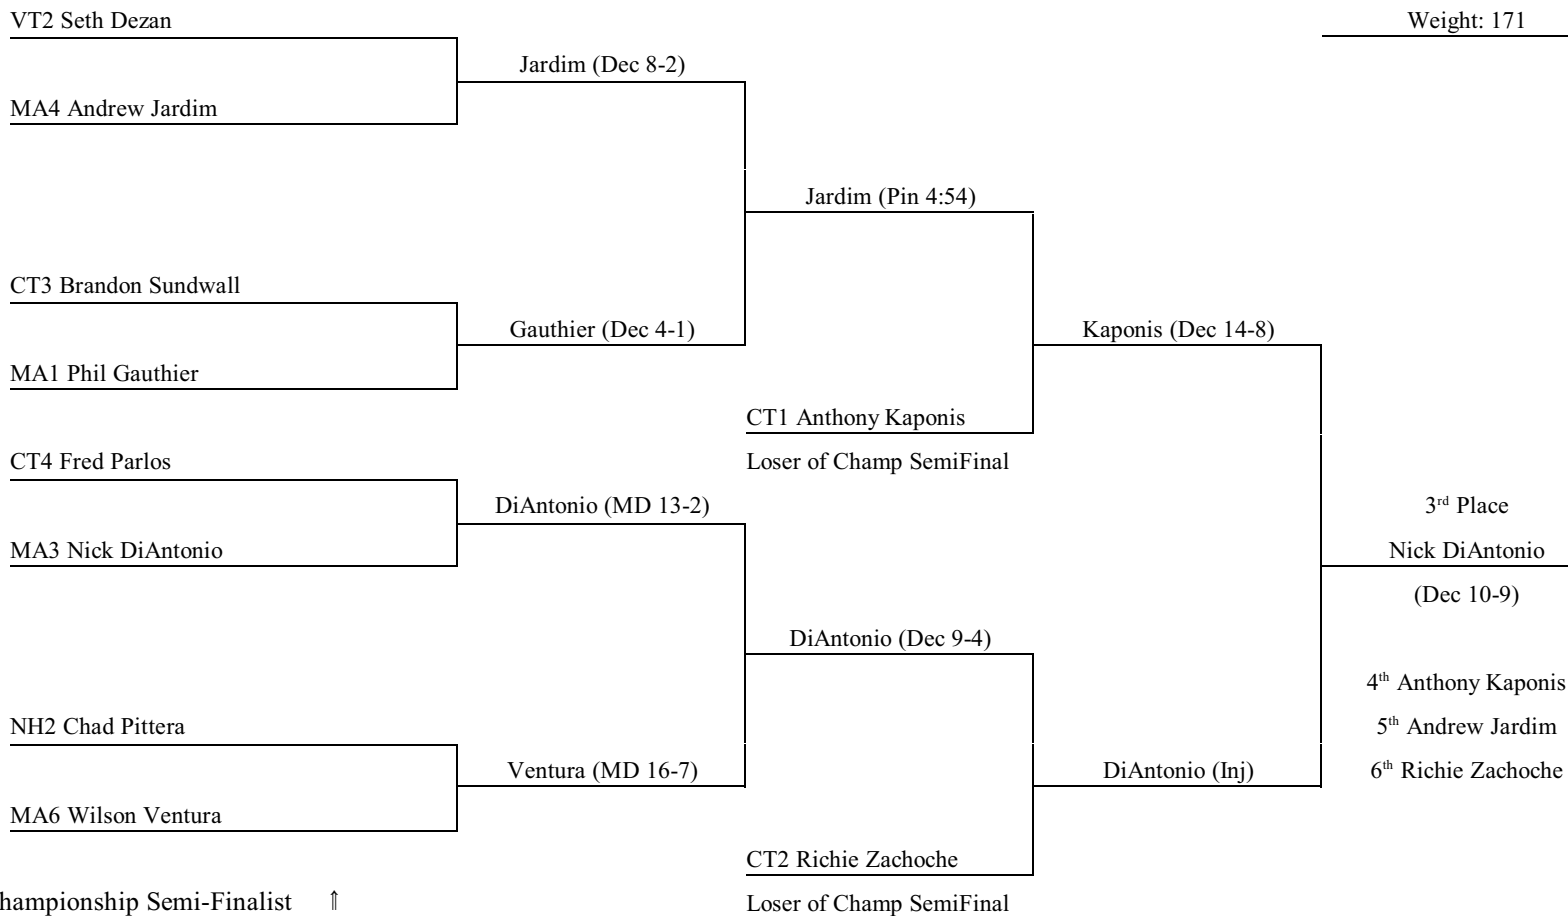 VT2 Seth Dezan
Weight: 171
Jardim (Dec 8-2)
MA4 Andrew Jardim
Jardim (Pin 4:54)
CT3 Brandon Sundwall
Gauthier (Dec 4-1)
Kaponis (Dec 14-8)
MA1 Phil Gauthier
CT1 Anthony Kaponis
CT4 Fred Parlos
Loser of Champ SemiFinal
DiAntonio (MD 13-2)
3rd Place
MA3 Nick DiAntonio
Nick DiAntonio
(Dec 10-9)
DiAntonio (Dec 9-4)
4th Anthony Kaponis
NH2 Chad Pittera
5th Andrew Jardim
Ventura (MD 16-7)
DiAntonio (Inj)
6th Richie Zachoche
MA6 Wilson Ventura
CT2 Richie Zachoche
hampionship Semi-Finalist ⇑
Loser of Champ SemiFinal